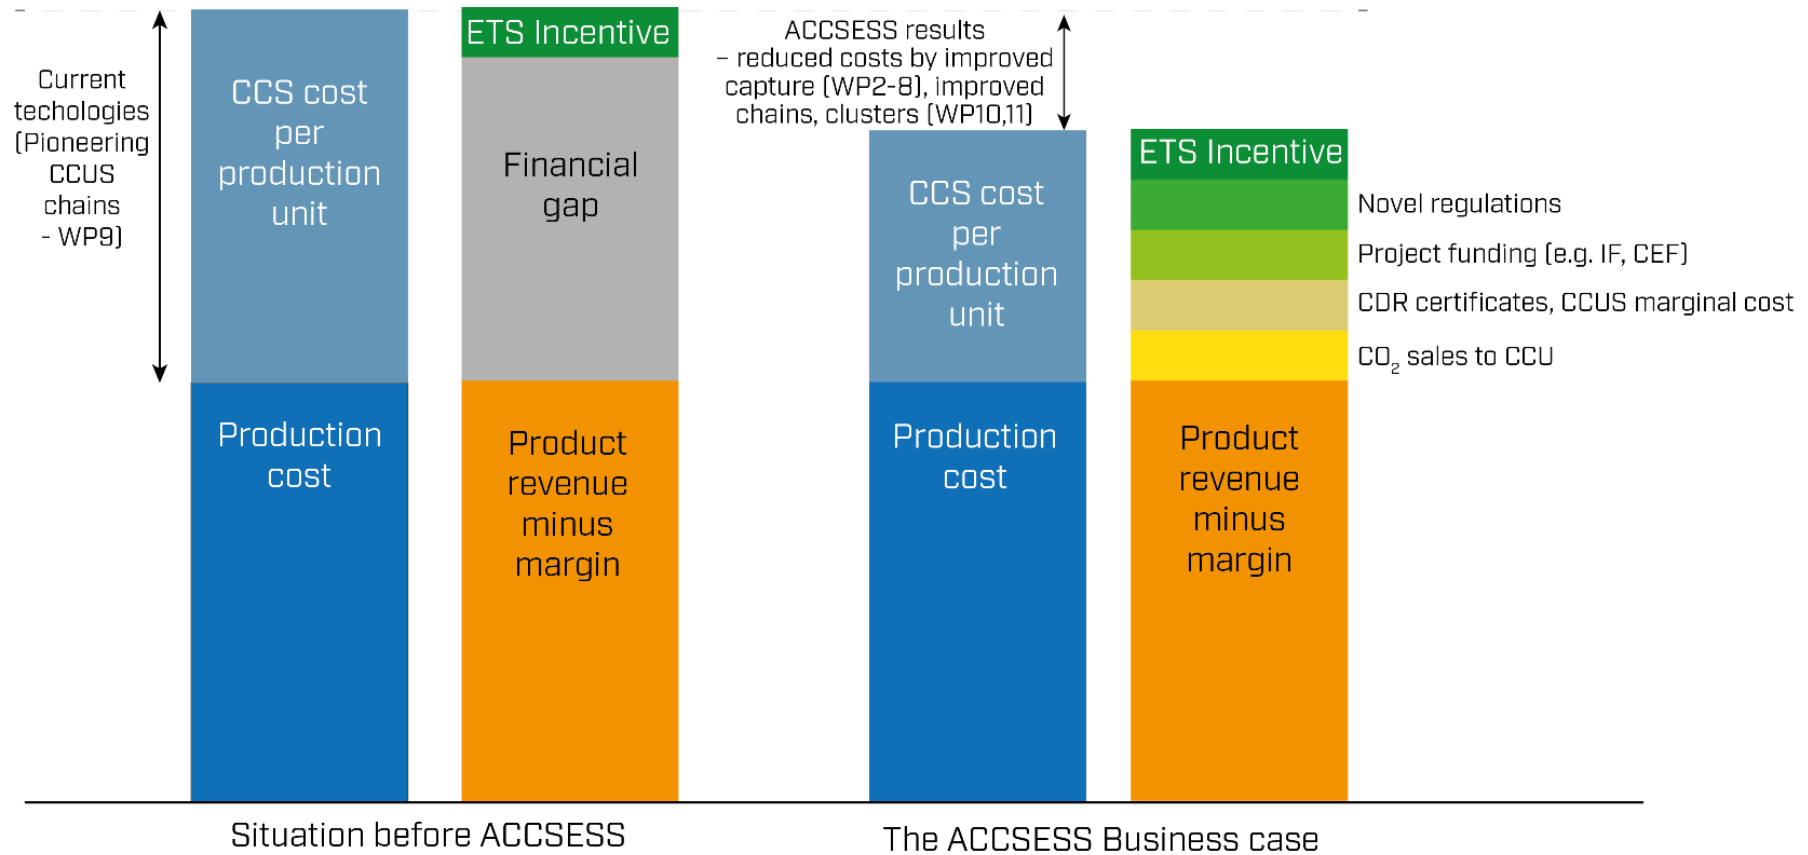 Current
techologies
(Pioneering
CCUS
chains
- WP9)
CCS cost
per
production
unit
Production
cost
ETS Incentive
Financial
gap
Product
revenue
minus
margin
Situation before ACCSESS
ACCSESS results
– reduced costs by improved
capture (WP2-8), improved
chains, clusters (WP10,11)
CCS cost
per
production
unit
Production
cost
ETS Incentive
Novel regulations
Project funding (e.g. IF, CEF)
CDR certificates, CCUS marginal cost
CO₂ sales to CCU
Product
revenue
minus
margin
The ACCSESS Business case